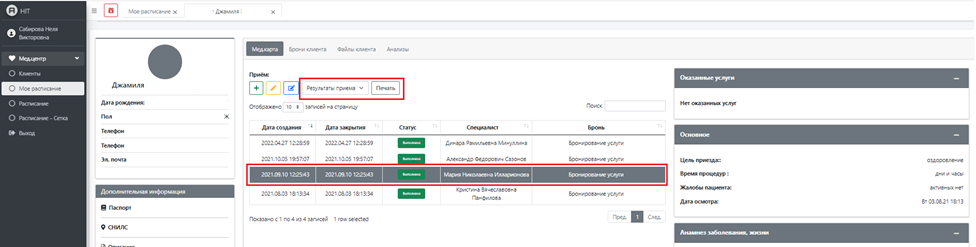 HIT
Сабирова Неля
Викторовна
Мед.центр
Клиенты
Мое расписание
Расписание
Расписание - Сетка
Выход
Мое расписание ×
Джамиля ×
Джамиля
Дата рождения:
Пол Ж
Телефон
Телефон
Эл. почта
Дополнительная информация
Паспорт
СНИЛС
Описание
Мед.карта Брони клиента Файлы клиента Анализы
Приём:
Результаты приема Печать
Отображено 10 записей на страницу
Поиск
Дата создания Дата закрытия Статус Специалист Бронь
2022.04.27 12:28:59 2022.04.27 12:28:59 Выполнено Динара Рамильевна Минуллина Бронирование услуги
2021.10.05 19:57:07 2021.10.05 19:57:07 Выполнено Александр Федорович Сазонов Бронирование услуги
2021.09.10 12:25:43 2021.09.10 12:25:43 Выполнено Мария Николаевна Илларионова Бронирование услуги
2021.08.03 18:13:34 2021.08.03 18:13:34 Выполнено Кристина Вячеславовна Панфилова Бронирование услуги
Показано с 1 по 4 из 4 записей 1 row selected
Пред. 1 След.
Оказанные услуги
Нет оказанных услуг
Основное
Цель приезда: оздоровление
Время процедур : дни и часы
Жалобы пациента: активных нет
Дата осмотра: Вт 03.08.21 18:13
Анамнез заболевания, жизни